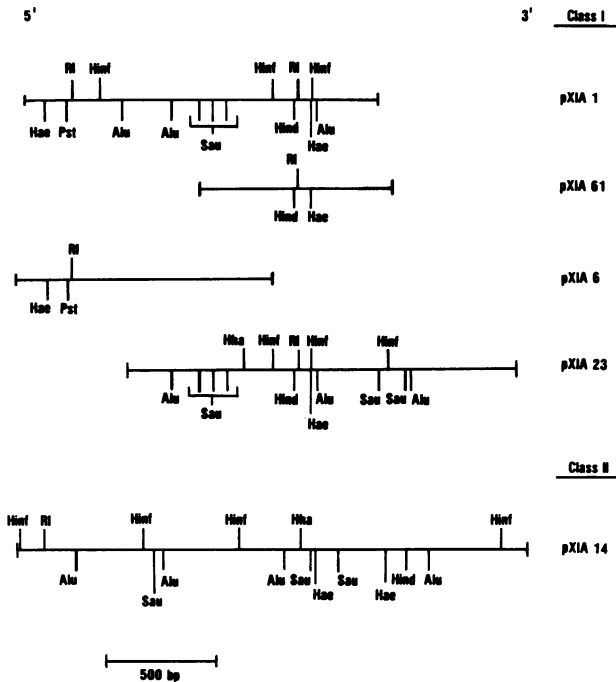 5' 3' Class I
RI Hinf Hinf RI Hinf
pXIA 1
Hae Pst Alu Alu Hind Alu
Sau Hae
RI
pXIA 61
Hind Hae
RI
pXIA 6
Hae Pst
Hha Hinf RI Hinf Hinf
pXIA 23
Alu Hind Alu Sau Sau Alu
Sau Hae
Class II
Hinf RI Hinf Hinf Hha Hinf
pXIA 14
Alu Alu Alu Sau Sau Hind Alu
Sau Hae Hae
500 bp